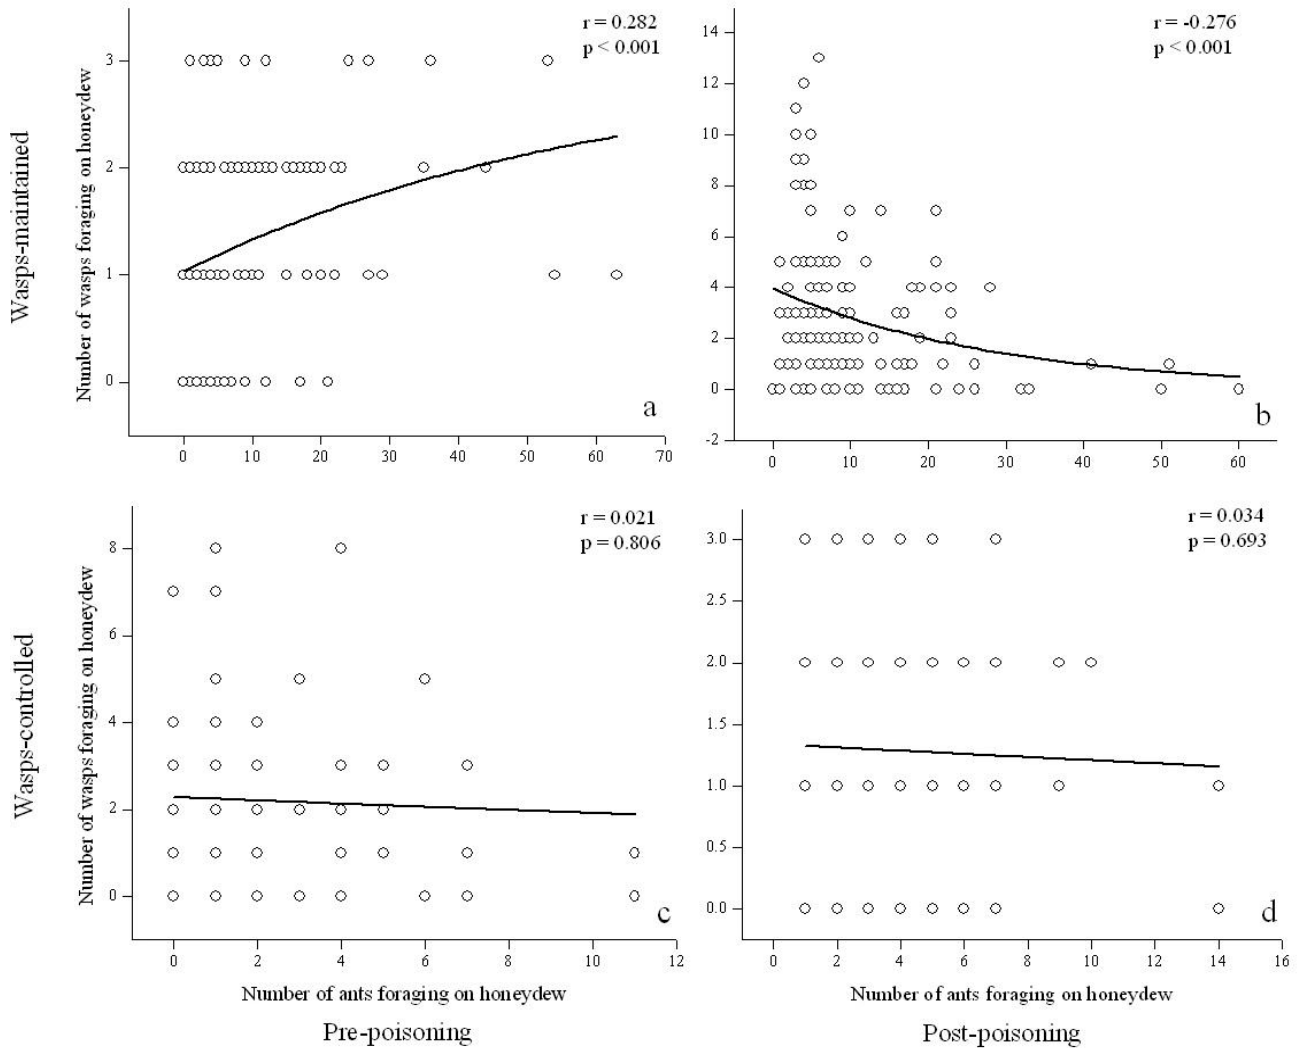 r = 0.282
p < 0.001
3
2
1
0
Number of wasps foraging on honeydew
Wasps-maintained
a
0 10 20 30 40 50 60 70
r = -0.276
p < 0.001
14
12
10
8
6
4
2
0
-2
b
0 10 20 30 40 50 60
r = 0.021
p = 0.806
8
6
4
2
0
Number of wasps foraging on honeydew
Wasps-controlled
c
0 2 4 6 8 10 12
Number of ants foraging on honeydew
Pre-poisoning
r = 0.034
p = 0.693
3.0
2.5
2.0
1.5
1.0
0.5
0.0
d
0 2 4 6 8 10 12 14 16
Number of ants foraging on honeydew
Post-poisoning